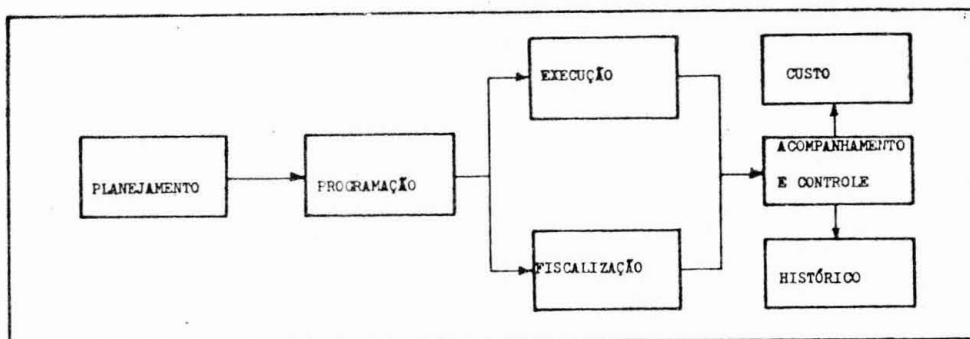 PLANEJAMENTO
PROGRAMAÇÃO
EXECUÇÃO
FISCALIZAÇÃO
CUSTO
ACOMPANHAMENTO
E CONTROLE
HISTÓRICO